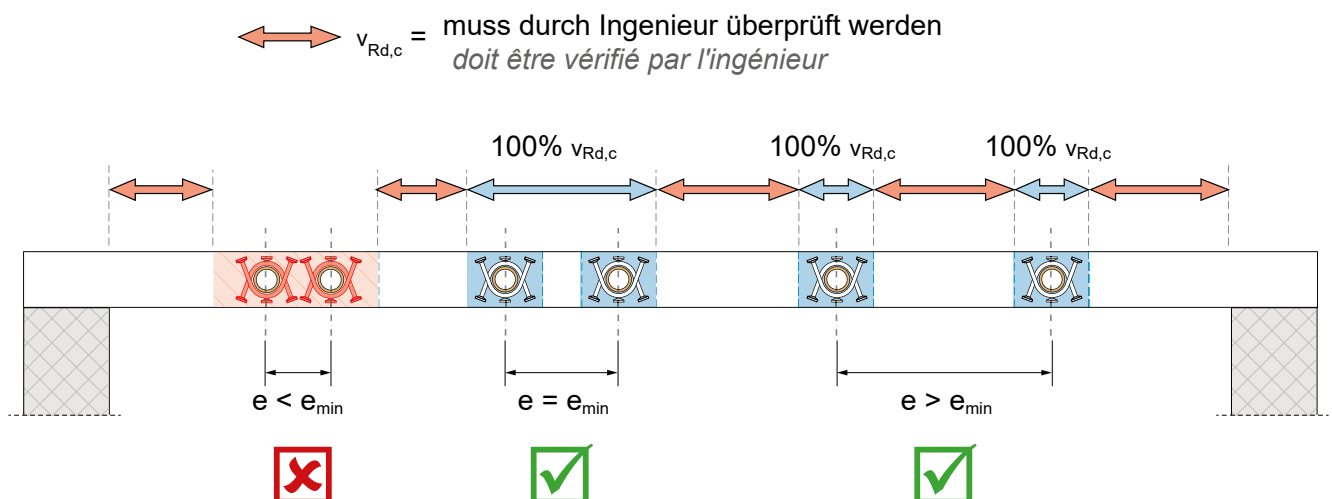 v_Rd,c = muss durch Ingenieur überprüft werden
doit être vérifié par l'ingénieur
100% v_Rd,c 100% v_Rd,c 100% v_Rd,c
e < e_min e = e_min e > e_min